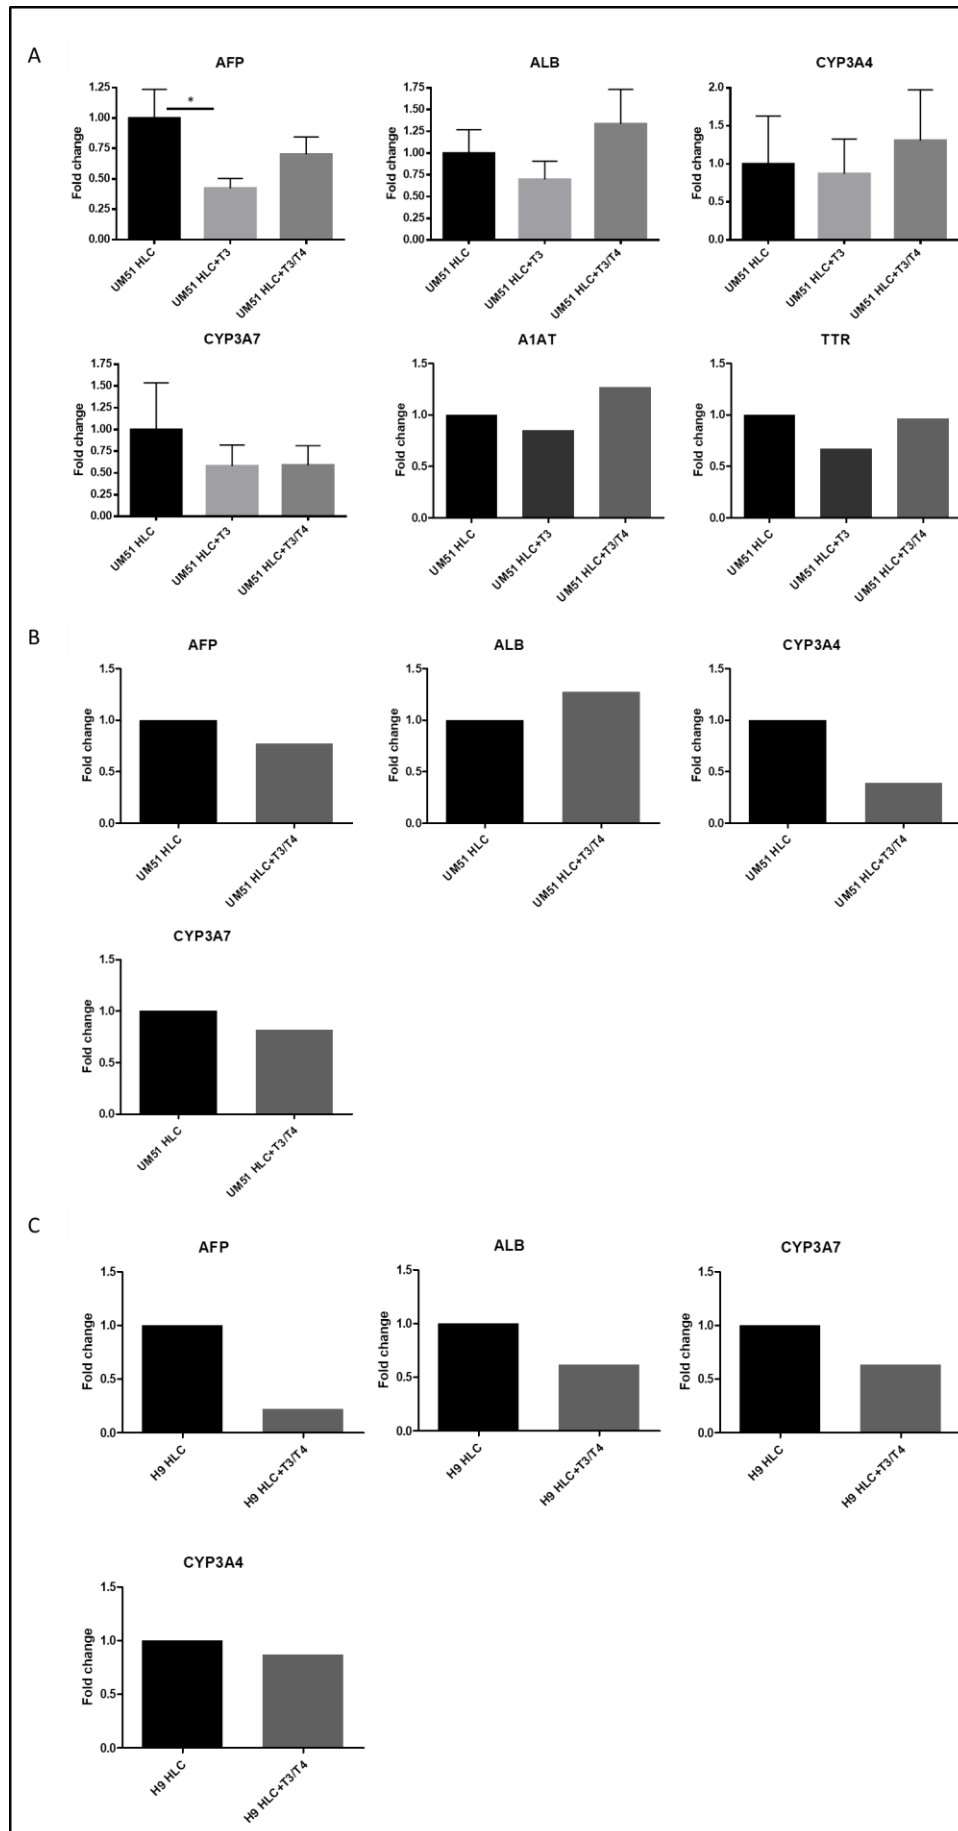 A
AFP
Fold change
1.25
1.00
0.75
0.50
0.25
0.00
*
UM51 HLC
UM51 HLC+T3
UM51 HLC+T3/T4
ALB
Fold change
1.75
1.50
1.25
1.00
0.75
0.50
0.25
0.00
UM51 HLC
UM51 HLC+T3
UM51 HLC+T3/T4
CYP3A4
Fold change
2.0
1.5
1.0
0.5
0.0
UM51 HLC
UM51 HLC+T3
UM51 HLC+T3/T4
CYP3A7
Fold change
1.75
1.50
1.25
1.00
0.75
0.50
0.25
0.00
UM51 HLC
UM51 HLC+T3
UM51 HLC+T3/T4
A1AT
Fold change
1.5
1.0
0.5
0.0
UM51 HLC
UM51 HLC+T3
UM51 HLC+T3/T4
TTR
Fold change
1.5
1.0
0.5
0.0
UM51 HLC
UM51 HLC+T3
UM51 HLC+T3/T4
B
AFP
Fold change
1.5
1.0
0.5
0.0
UM51 HLC
UM51 HLC+T3/T4
ALB
Fold change
1.5
1.0
0.5
0.0
UM51 HLC
UM51 HLC+T3/T4
CYP3A4
Fold change
1.5
1.0
0.5
0.0
UM51 HLC
UM51 HLC+T3/T4
CYP3A7
Fold change
1.5
1.0
0.5
0.0
UM51 HLC
UM51 HLC+T3/T4
C
AFP
Fold change
1.5
1.0
0.5
0.0
H9 HLC
H9 HLC+T3/T4
ALB
Fold change
1.5
1.0
0.5
0.0
H9 HLC
H9 HLC+T3/T4
CYP3A7
Fold change
1.5
1.0
0.5
0.0
H9 HLC
H9 HLC+T3/T4
CYP3A4
Fold change
1.5
1.0
0.5
0.0
H9 HLC
H9 HLC+T3/T4